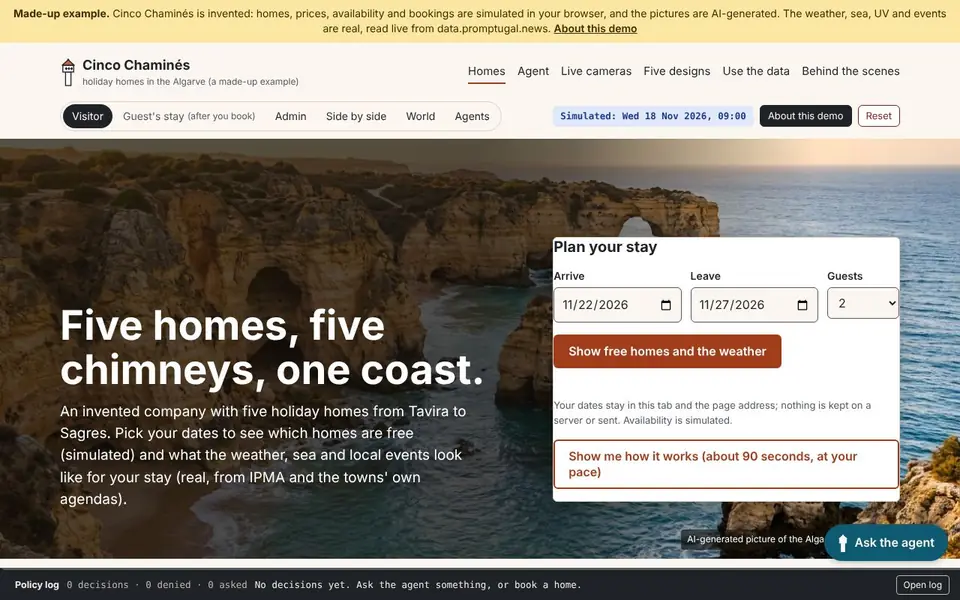 Made-up example. Cinco Chaminés is invented: homes, prices, availability and bookings are simulated in your browser, and the pictures are AI-generated. The weather, sea, UV and events
are real, read live from data.promptugal.news. About this demo
Cinco Chaminés
holiday homes in the Algarve (a made-up example)
Homes Agent Live cameras Five designs Use the data Behind the scenes
Visitor Guest's stay (after you book) Admin Side by side World Agents
Simulated: Wed 18 Nov 2026, 09:00 About this demo Reset
Plan your stay
Arrive Leave Guests
11/22/2026 11/27/2026 2
Show free homes and the weather
Your dates stay in this tab and the page address; nothing is kept on a
server or sent. Availability is simulated.
Show me how it works (about 90 seconds, at your
pace)
Five homes, five
chimneys, one coast.
An invented company with five holiday homes from Tavira to
Sagres. Pick your dates to see which homes are free
(simulated) and what the weather, sea and local events look
like for your stay (real, from IPMA and the towns' own
agendas).
AI-generated picture of the
Ask the agent
Policy log 0 decisions · 0 denied · 0 asked No decisions yet. Ask the agent something, or book a home.
Open log